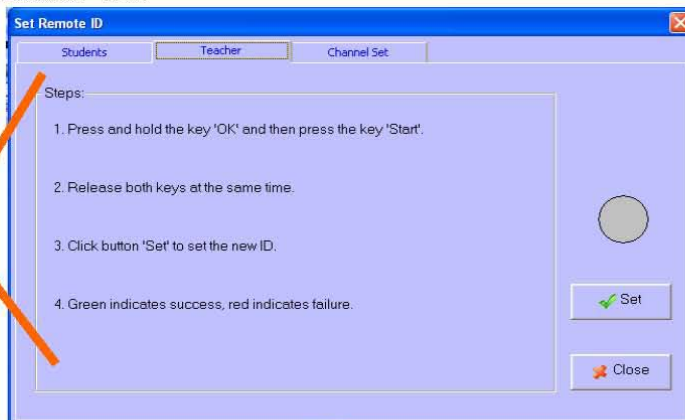 Set Remote ID
Students Teacher Channel Set
Steps:
1. Press and hold the key 'OK' and then press the key 'Start'.
2. Release both keys at the same time.
3. Click button 'Set' to set the new ID.
4. Green indicates success, red indicates failure.
Set
Close